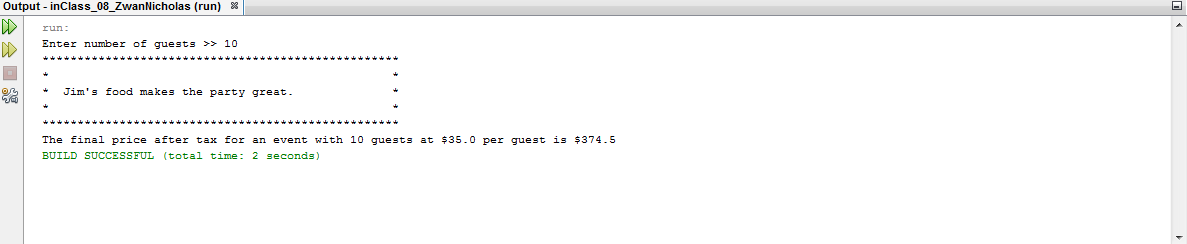 Output - inClass_08_ZwanNicholas (run)
run:
Enter number of guests >> 10
***************************************************
*                                                 *
*  Jim's food makes the party great.              *
*                                                 *
***************************************************
The final price after tax for an event with 10 guests at $35.0 per guest is $374.5
BUILD SUCCESSFUL (total time: 2 seconds)